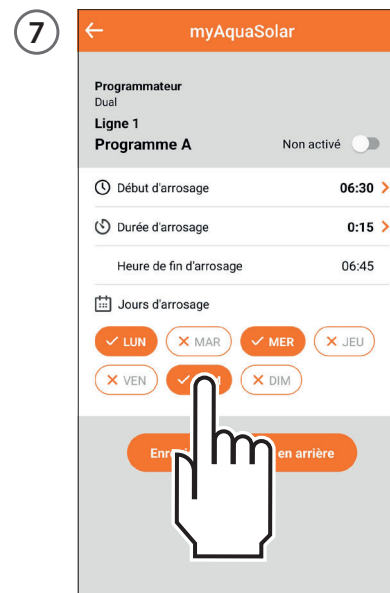 7
myAquaSolar
Programmateur
Dual
Ligne 1
Programme A Non activé
Début d'arrosage 06:30
Durée d'arrosage 0:15
Heure de fin d'arrosage 06:45
Jours d'arrosage
LUN MAR MER JEU
VEN DIM
en arrière